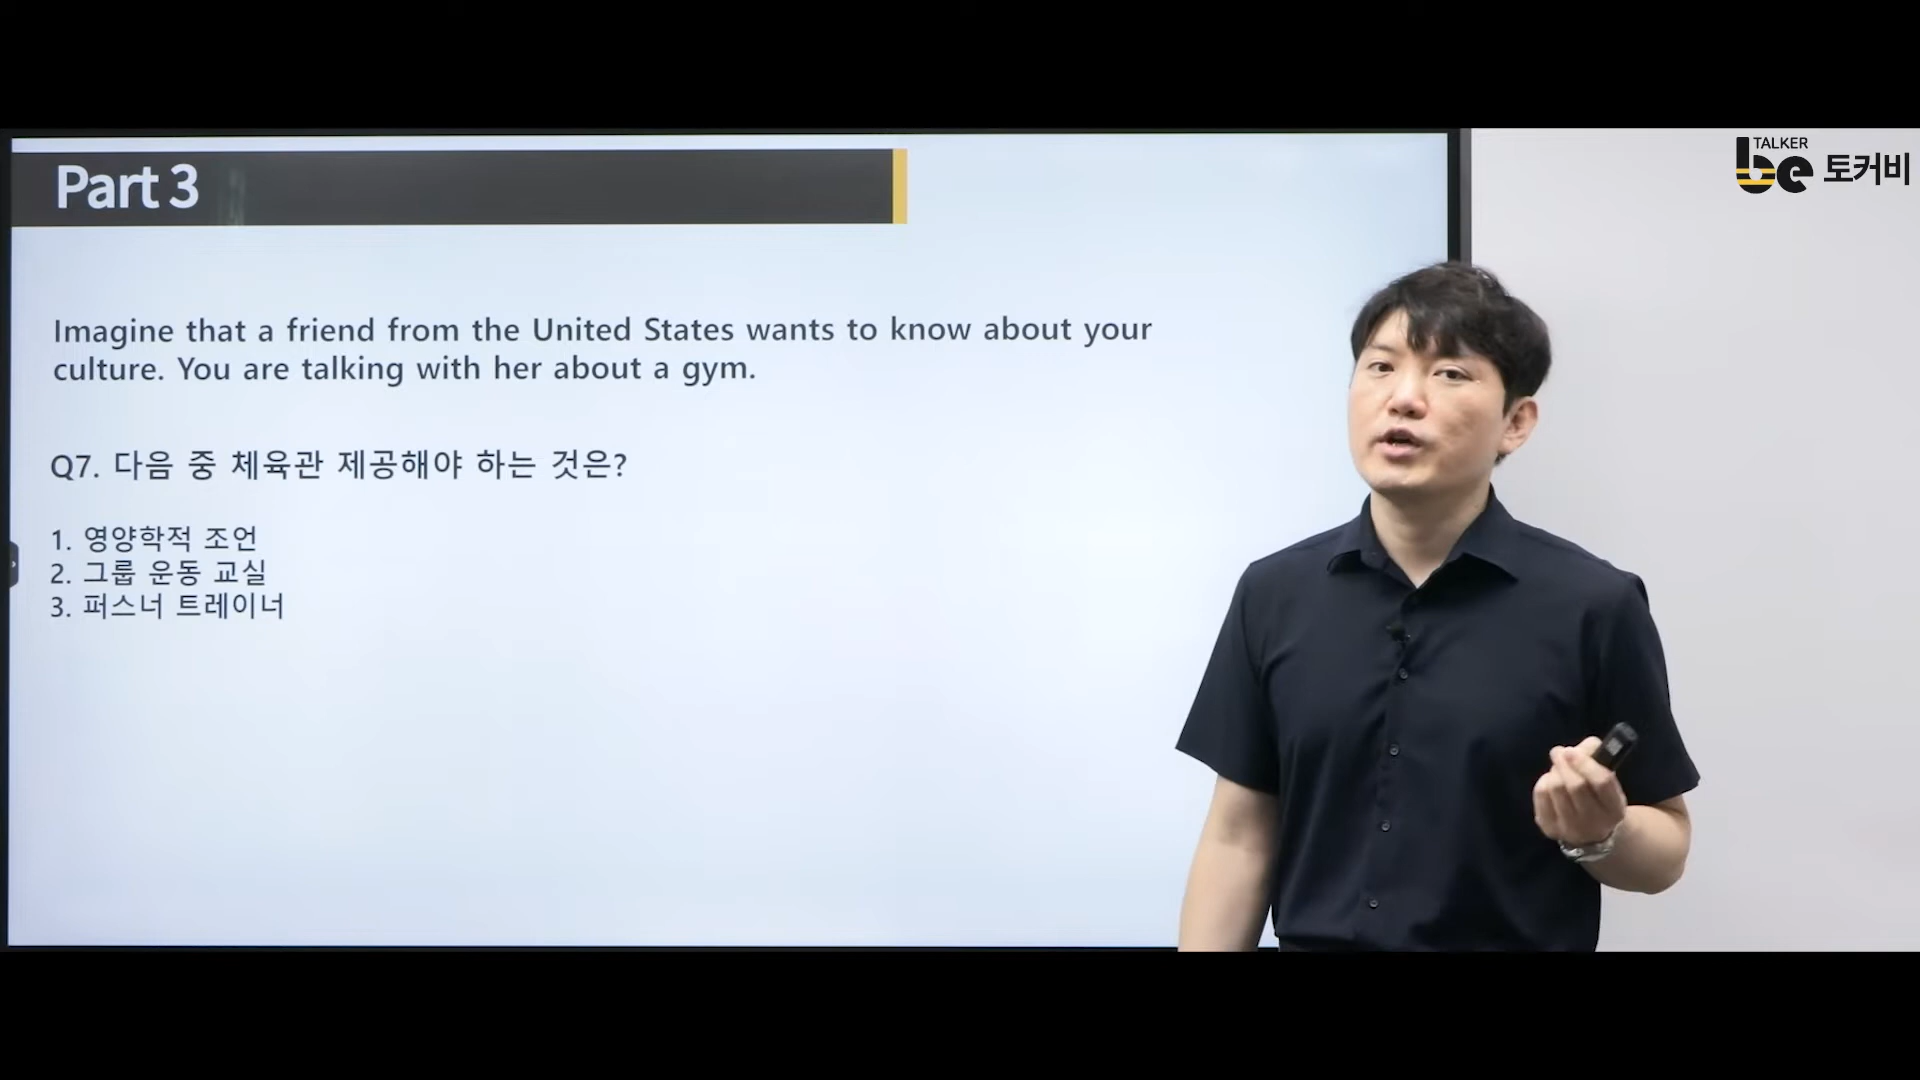 TALKER
be 토커비
Part 3
Imagine that a friend from the United States wants to know about your
culture. You are talking with her about a gym.
Q7. 다음 중 체육관 제공해야 하는 것은?
1. 영양학적 조언
2. 그룹 운동 교실
3. 퍼스너 트레이너